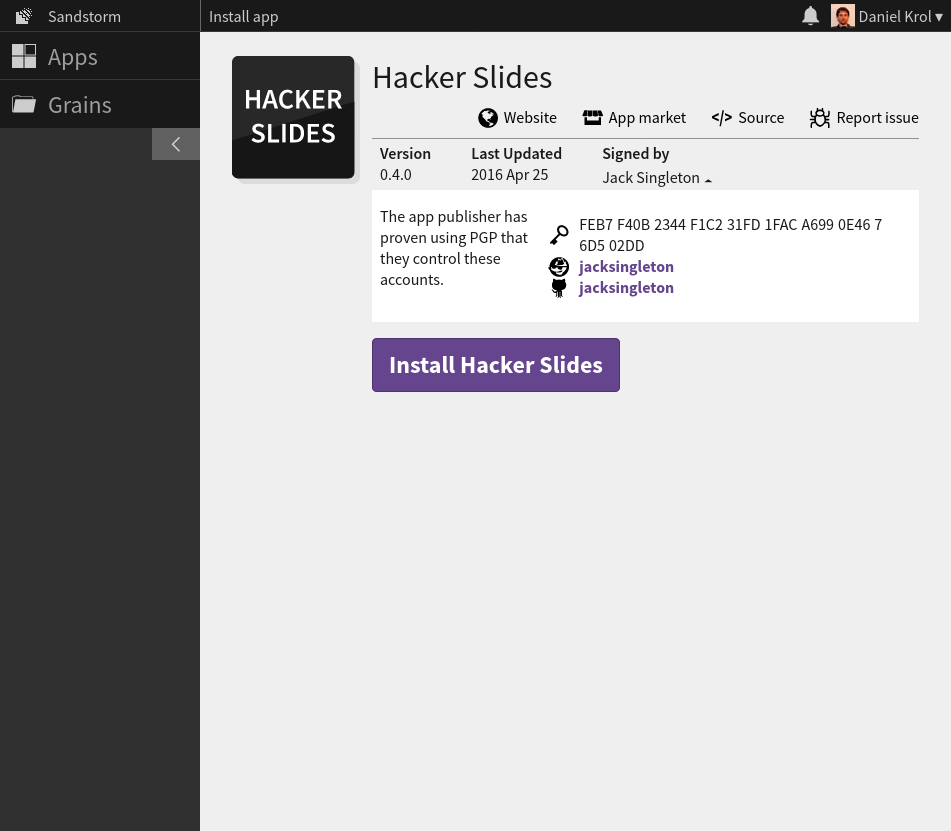 Sandstorm
Install app
Daniel Krol ▾
Apps
Grains
HACKER
SLIDES
Hacker Slides
Website
App market
Source
Report issue
Version
0.4.0
Last Updated
2016 Apr 25
Signed by
Jack Singleton
The app publisher has
proven using PGP that
they control these
accounts.
FEB7 F40B 2344 F1C2 31FD 1FAC A699 0E46 7
6D5 02DD
jacksingleton
jacksingleton
Install Hacker Slides